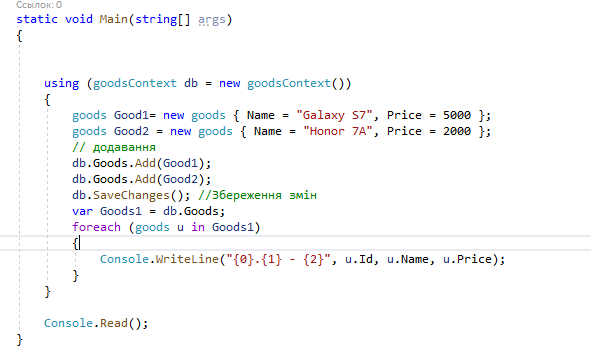 Ссылок: 0
static void Main(string[] args)
{
using (goodsContext db = new goodsContext())
{
goods Good1= new goods { Name = "Galaxy S7", Price = 5000 };
goods Good2 = new goods { Name = "Honor 7A", Price = 2000 };
// додавання
db.Goods.Add(Good1);
db.Goods.Add(Good2);
db.SaveChanges(); //Збереження змін
var Goods1 = db.Goods;
foreach (goods u in Goods1)
{
Console.WriteLine("{0}.{1} - {2}", u.Id, u.Name, u.Price);
}
}
Console.Read();
}